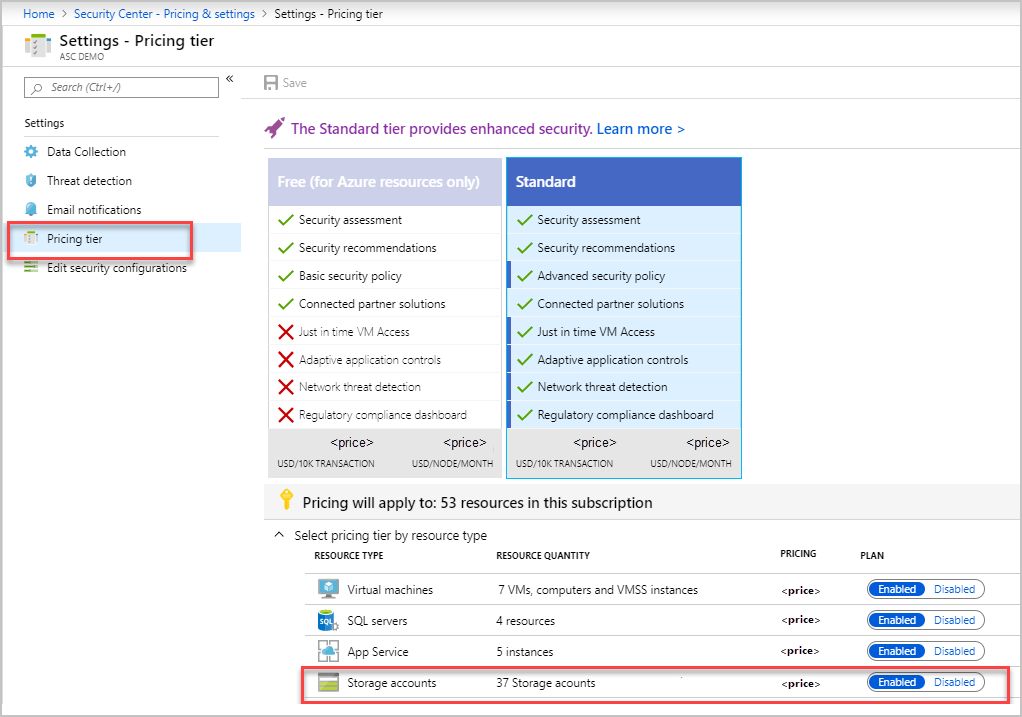 Home > Security Center - Pricing & settings > Settings - Pricing tier
Settings - Pricing tier
ASC DEMO
Search (Ctrl+/)
«
Save
Settings
Data Collection
Threat detection
Email notifications
Pricing tier
Edit security configurations
The Standard tier provides enhanced security. Learn more >
Free (for Azure resources only)
Security assessment
Security recommendations
Basic security policy
Connected partner solutions
Just in time VM Access
Adaptive application controls
Network threat detection
Regulatory compliance dashboard
<price> <price>
USD/10K TRANSACTION USD/NODE/MONTH
Standard
Security assessment
Security recommendations
Advanced security policy
Connected partner solutions
Just in time VM Access
Adaptive application controls
Network threat detection
Regulatory compliance dashboard
<price> <price>
USD/10K TRANSACTION USD/NODE/MONTH
Pricing will apply to: 53 resources in this subscription
Select pricing tier by resource type
RESOURCE TYPE RESOURCE QUANTITY PRICING PLAN
Virtual machines 7 VMs, computers and VMSS instances <price> Enabled Disabled
SQL SQL servers 4 resources <price> Enabled Disabled
App Service 5 instances <price> Enabled Disabled
Storage accounts 37 Storage acounts <price> Enabled Disabled